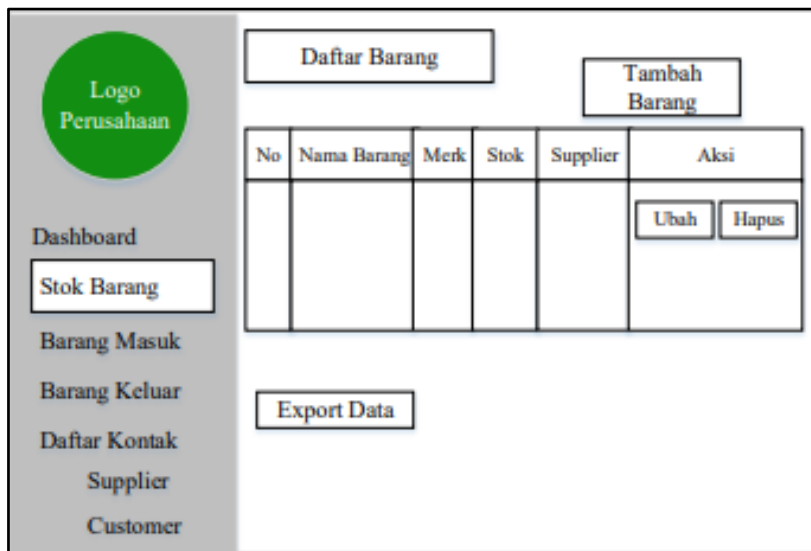 Logo
Perusahaan
Dashboard
Stok Barang
Barang Masuk
Barang Keluar
Daftar Kontak
Supplier
Customer
Daftar Barang
Tambah
Barang
No Nama Barang Merk Stok Supplier Aksi
Ubah Hapus
Export Data